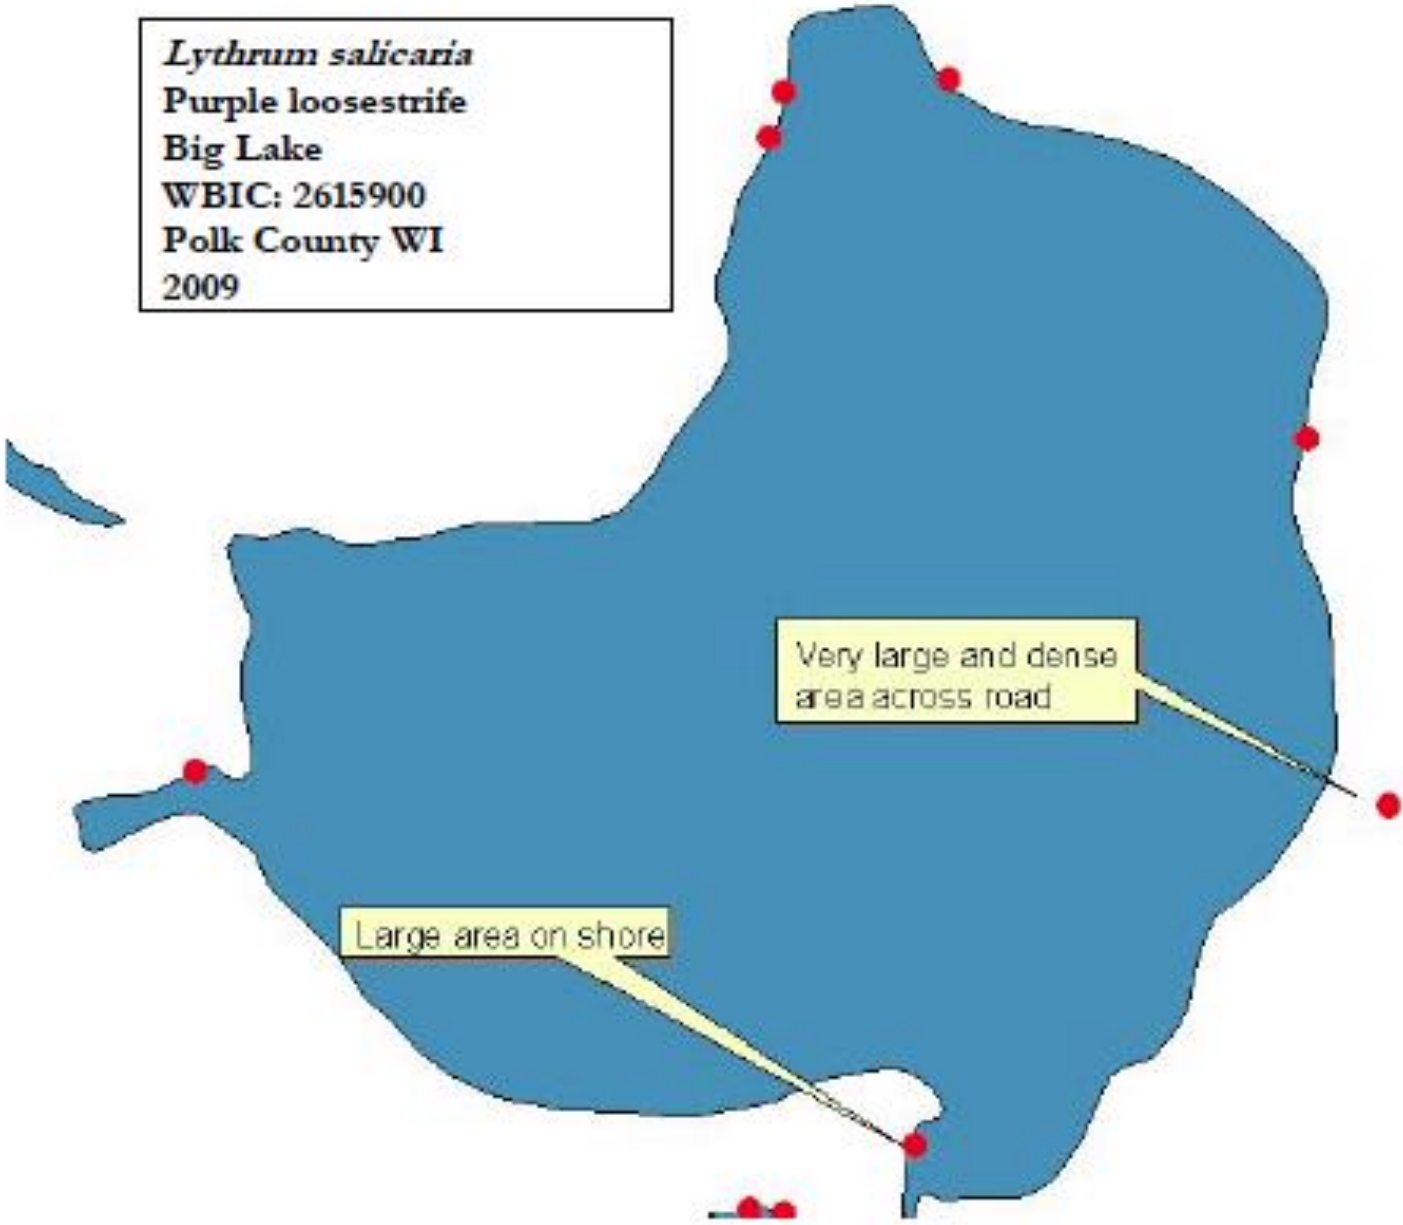 Lythrum salicaria
Purple loosestrife
Big Lake
WBIC: 2615900
Polk County WI
2009
Very large and dense
area across road
Large area on shore